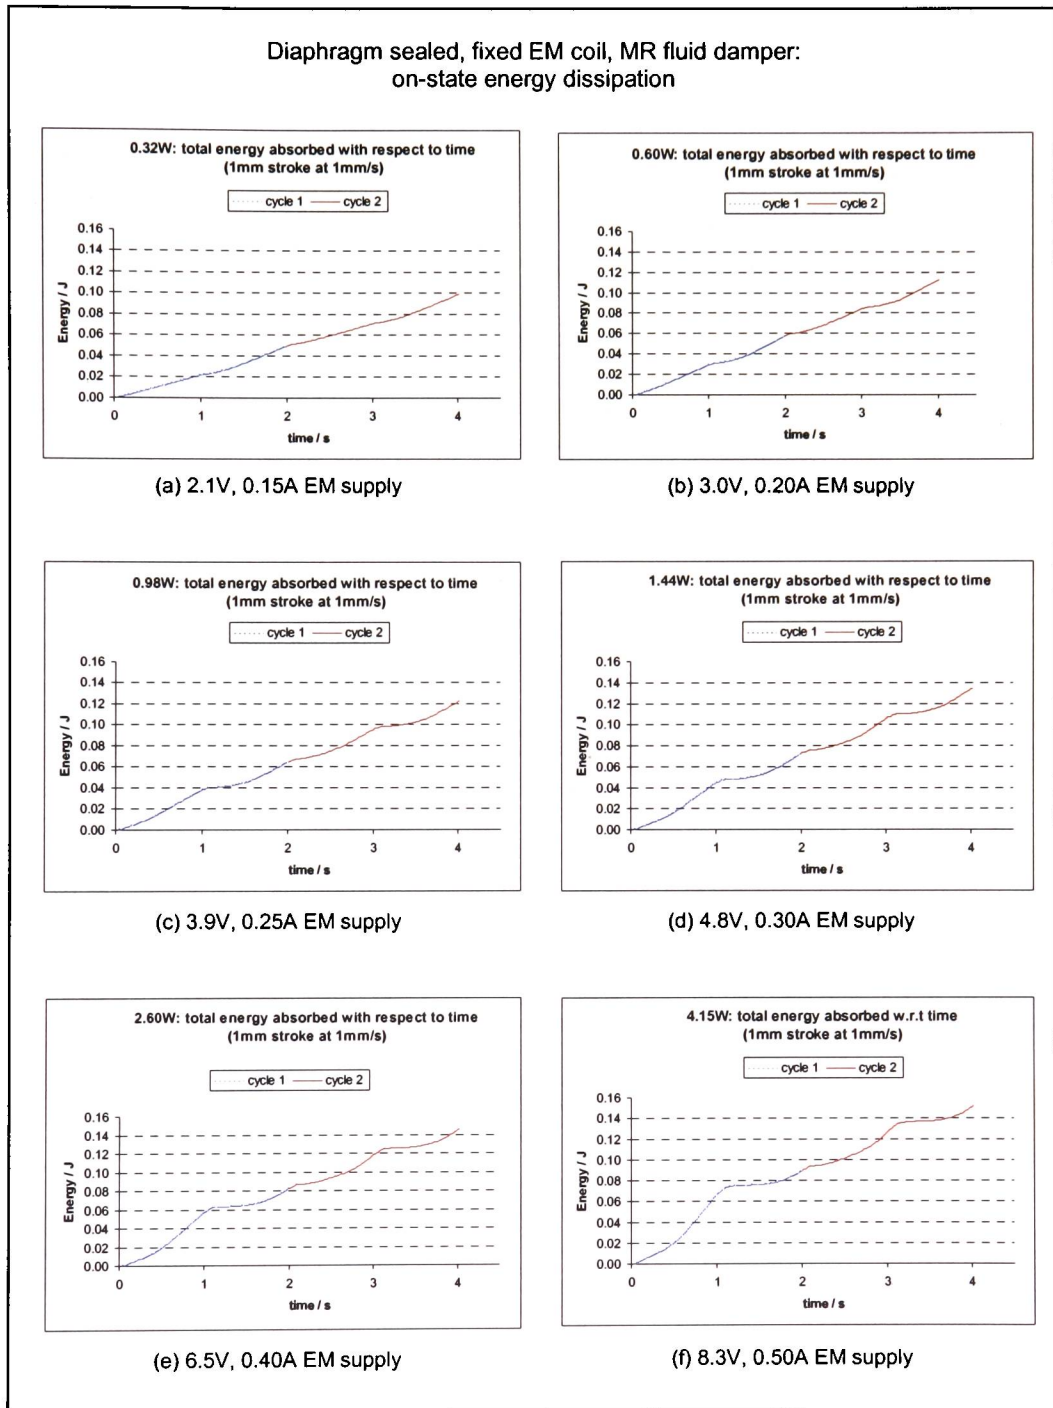 Diaphragm sealed, fixed EM coil, MR fluid damper:
on-state energy dissipation
0.32W: total energy absorbed with respect to time
(1mm stroke at 1mm/s)
cycle 1 cycle 2
0.16
0.14
0.12
0.10
0.08
0.06
0.04
0.02
0.00
Energy / J
0 1 2 3 4
time / s
(a) 2.1V, 0.15A EM supply
0.60W: total energy absorbed with respect to time
(1mm stroke at 1mm/s)
cycle 1 cycle 2
0.16
0.14
0.12
0.10
0.08
0.06
0.04
0.02
0.00
Energy / J
0 1 2 3 4
time / s
(b) 3.0V, 0.20A EM supply
0.98W: total energy absorbed with respect to time
(1mm stroke at 1mm/s)
cycle 1 cycle 2
0.16
0.14
0.12
0.10
0.08
0.06
0.04
0.02
0.00
Energy / J
0 1 2 3 4
time / s
(c) 3.9V, 0.25A EM supply
1.44W: total energy absorbed with respect to time
(1mm stroke at 1mm/s)
cycle 1 cycle 2
0.16
0.14
0.12
0.10
0.08
0.06
0.04
0.02
0.00
Energy / J
0 1 2 3 4
time / s
(d) 4.8V, 0.30A EM supply
2.60W: total energy absorbed with respect to time
(1mm stroke at 1mm/s)
cycle 1 cycle 2
0.16
0.14
0.12
0.10
0.08
0.06
0.04
0.02
0.00
Energy / J
0 1 2 3 4
time / s
(e) 6.5V, 0.40A EM supply
4.15W: total energy absorbed w.r.t time
(1mm stroke at 1mm/s)
cycle 1 cycle 2
0.16
0.14
0.12
0.10
0.08
0.06
0.04
0.02
0.00
Energy / J
0 1 2 3 4
time / s
(f) 8.3V, 0.50A EM supply